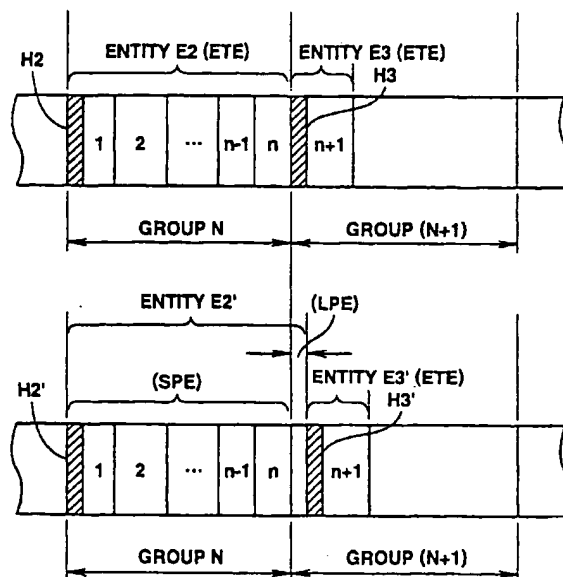 ENTITY E2 (ETE) ENTITY E3 (ETE)
H2 H3
1 2 ... n-1 n n+1
GROUP N GROUP (N+1)
ENTITY E2' (LPE)
(SPE) ENTITY E3' (ETE)
H2' H3'
1 2 ... n-1 n n+1
GROUP N GROUP (N+1)